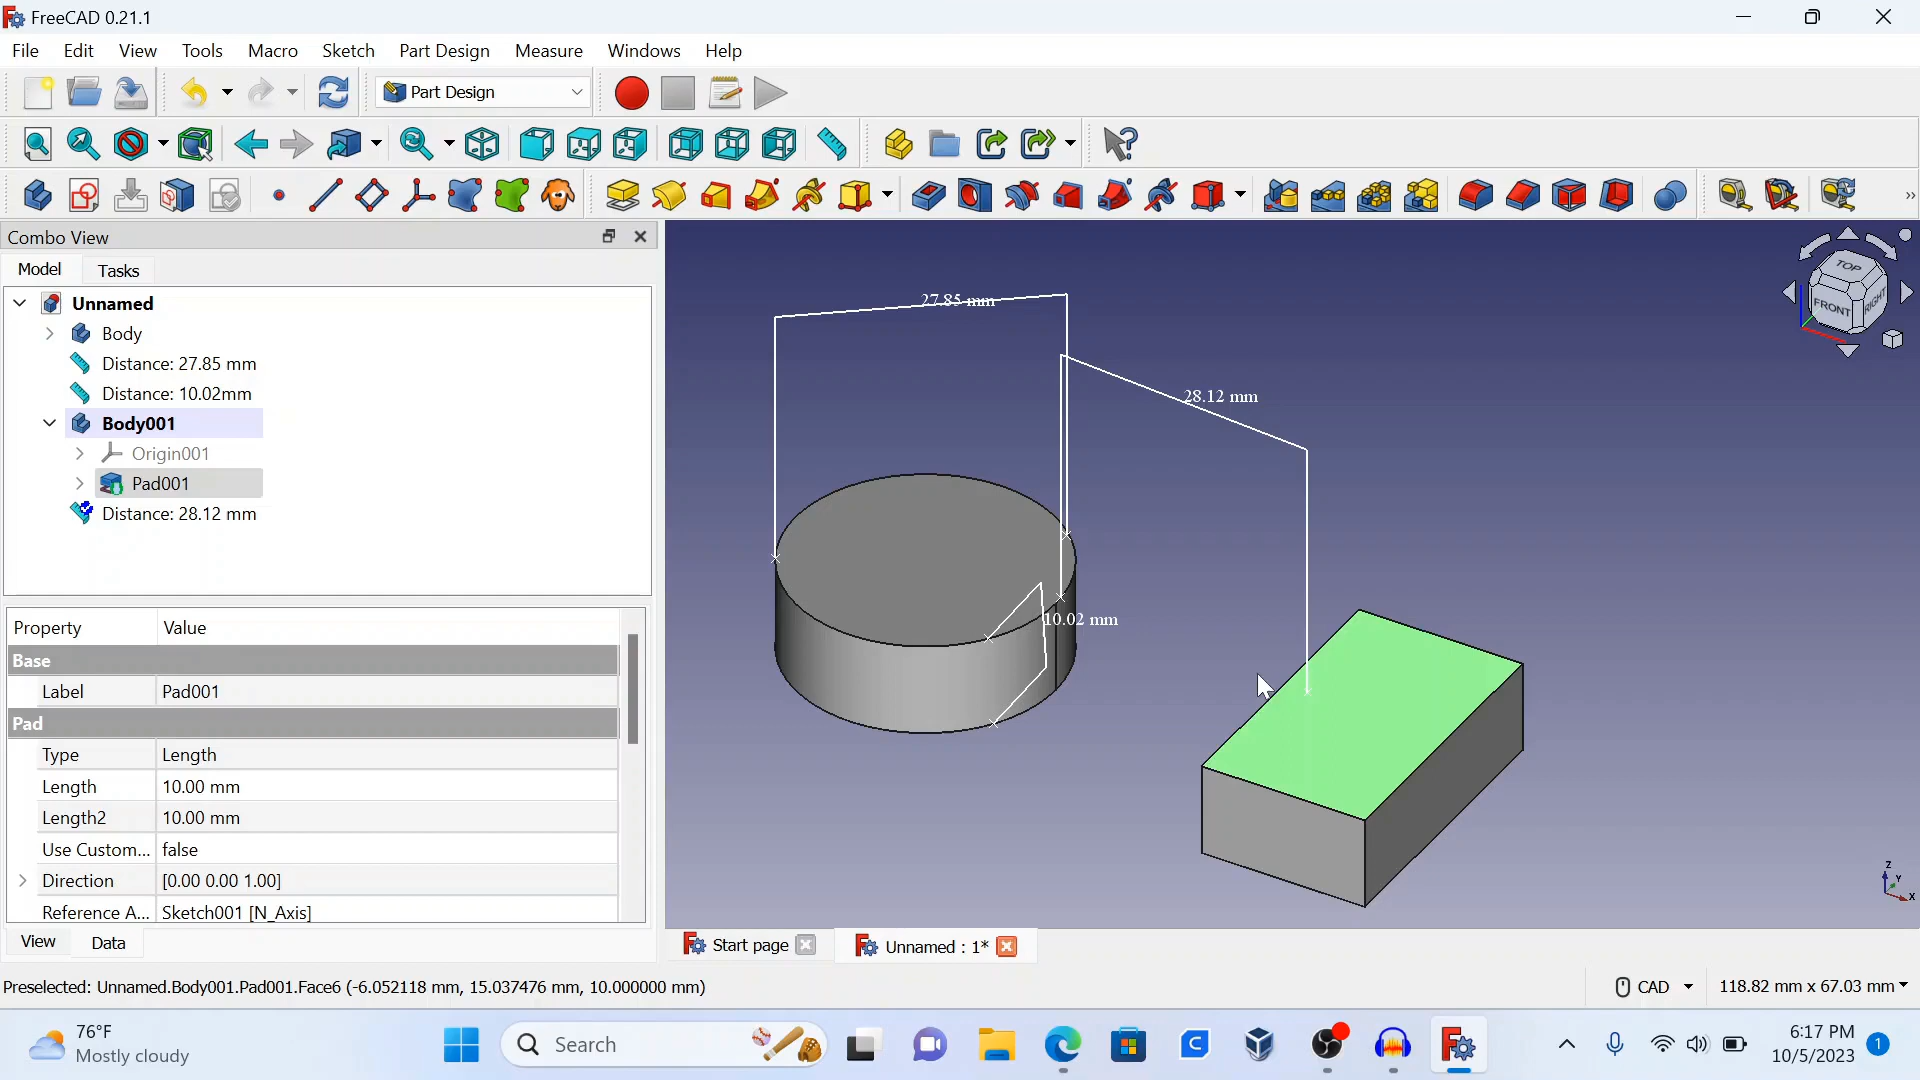 FreeCAD 0.21.1
File Edit View Tools Macro Sketch Part Design Measure Windows Help
Part Design
Combo View
Model Tasks
Unnamed
Body
Distance: 27.85 mm
Distance: 10.02mm
Body001
Origin001
Pad001
Distance: 28.12 mm
Property Value
Base
Label Pad001
Pad
Type Length
Length 10.00 mm
Length2 10.00 mm
Use Custom... false
Direction [0.00 0.00 1.00]
Reference A... Sketch001 [N_Axis]
View Data
27.85 mm
28.12 mm
10.02 mm
TOP
FRONT
RIGHT
Z
Y
X
Start page Unnamed : 1*
Preselected: Unnamed.Body001.Pad001.Face6 (-6.052118 mm, 15.037476 mm, 10.000000 mm)
CAD 118.82 mm x 67.03 mm
76°F
Mostly cloudy
Search
6:17 PM
10/5/2023
1